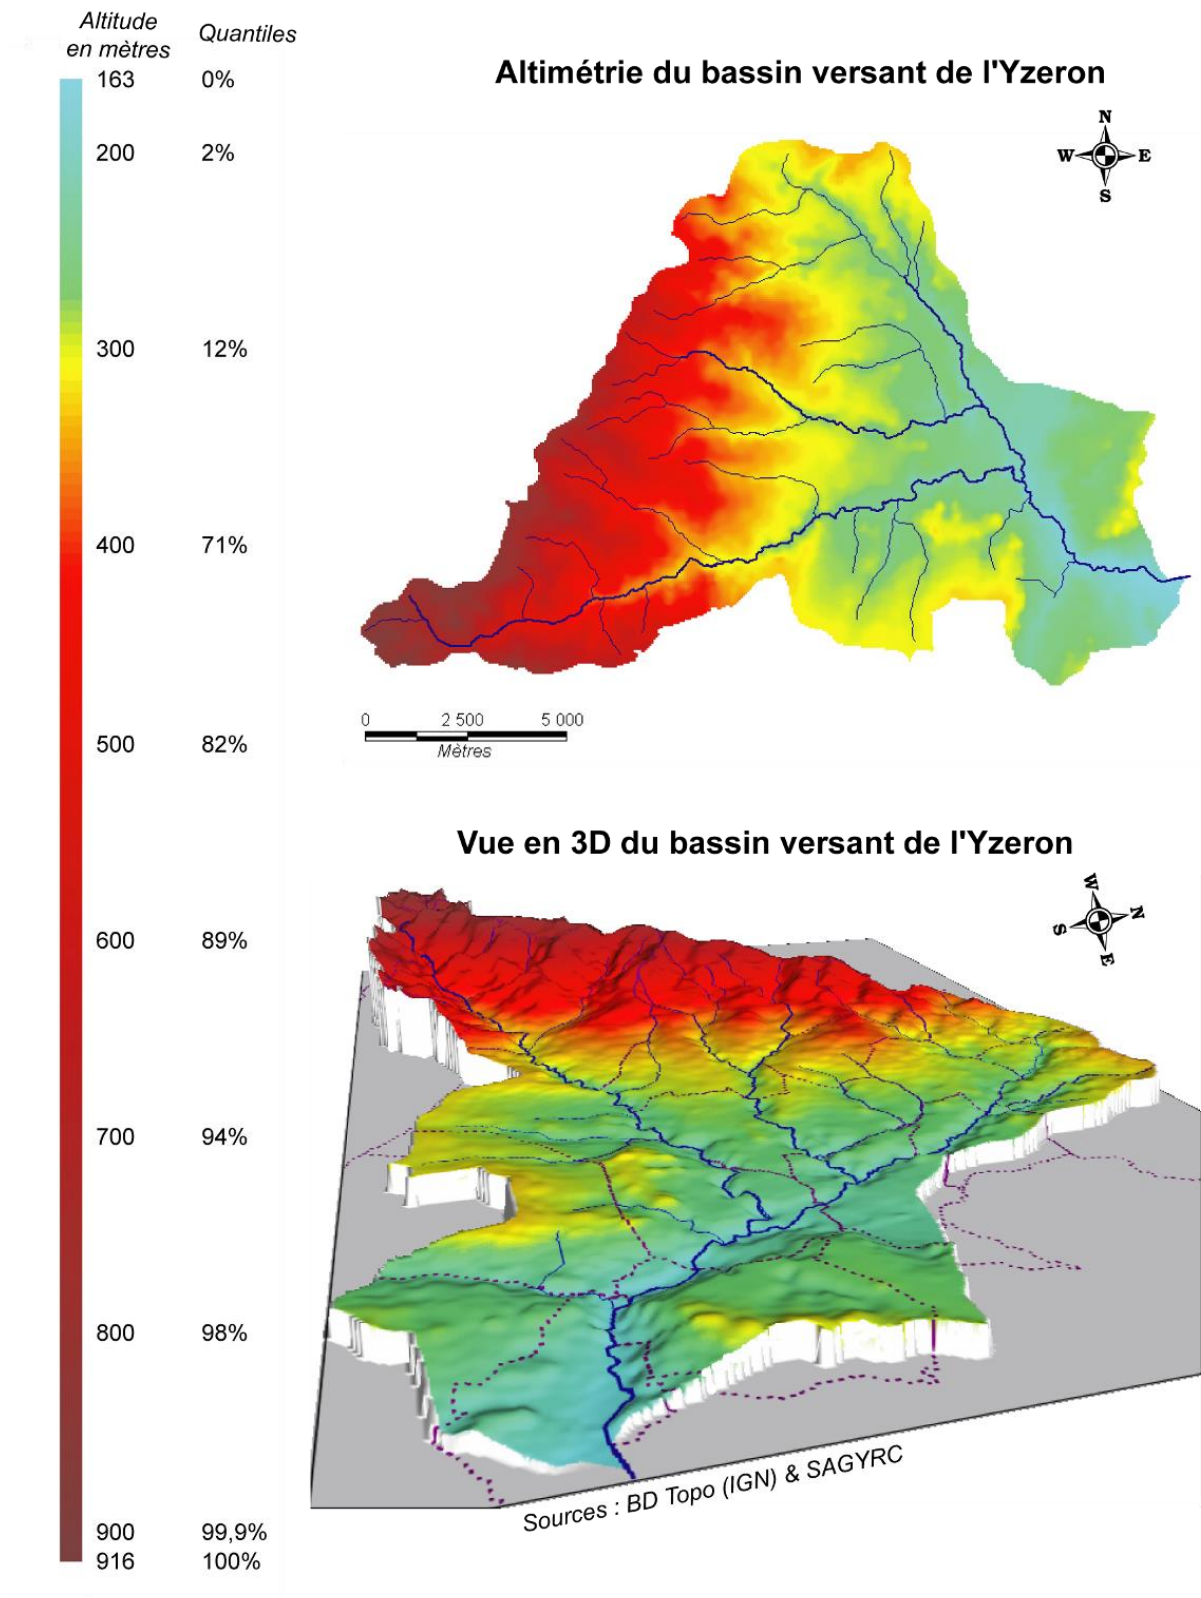 Altitude
en mètres
Quantiles
163 0%
200 2%
300 12%
400 71%
500 82%
600 89%
700 94%
800 98%
900 99,9%
916 100%
Altimétrie du bassin versant de l'Yzeron
N
W E
S
0 2 500 5 000
Mètres
Vue en 3D du bassin versant de l'Yzeron
W
N
S
E
Sources : BD Topo (IGN) & SAGYRC